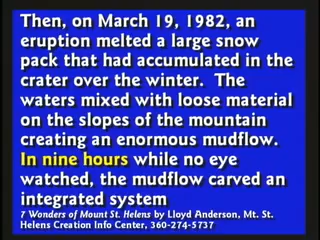 Then, on March 19, 1982, an
eruption melted a large snow
pack that had accumulated in the
crater over the winter. The
waters mixed with loose material
on the slopes of the mountain
creating an enormous mudflow.
In nine hours while no eye
watched, the mudflow carved an
integrated system
7 Wonders of Mount St. Helens by Lloyd Anderson, Mt. St.
Helens Creation Info Center, 360-274-5737